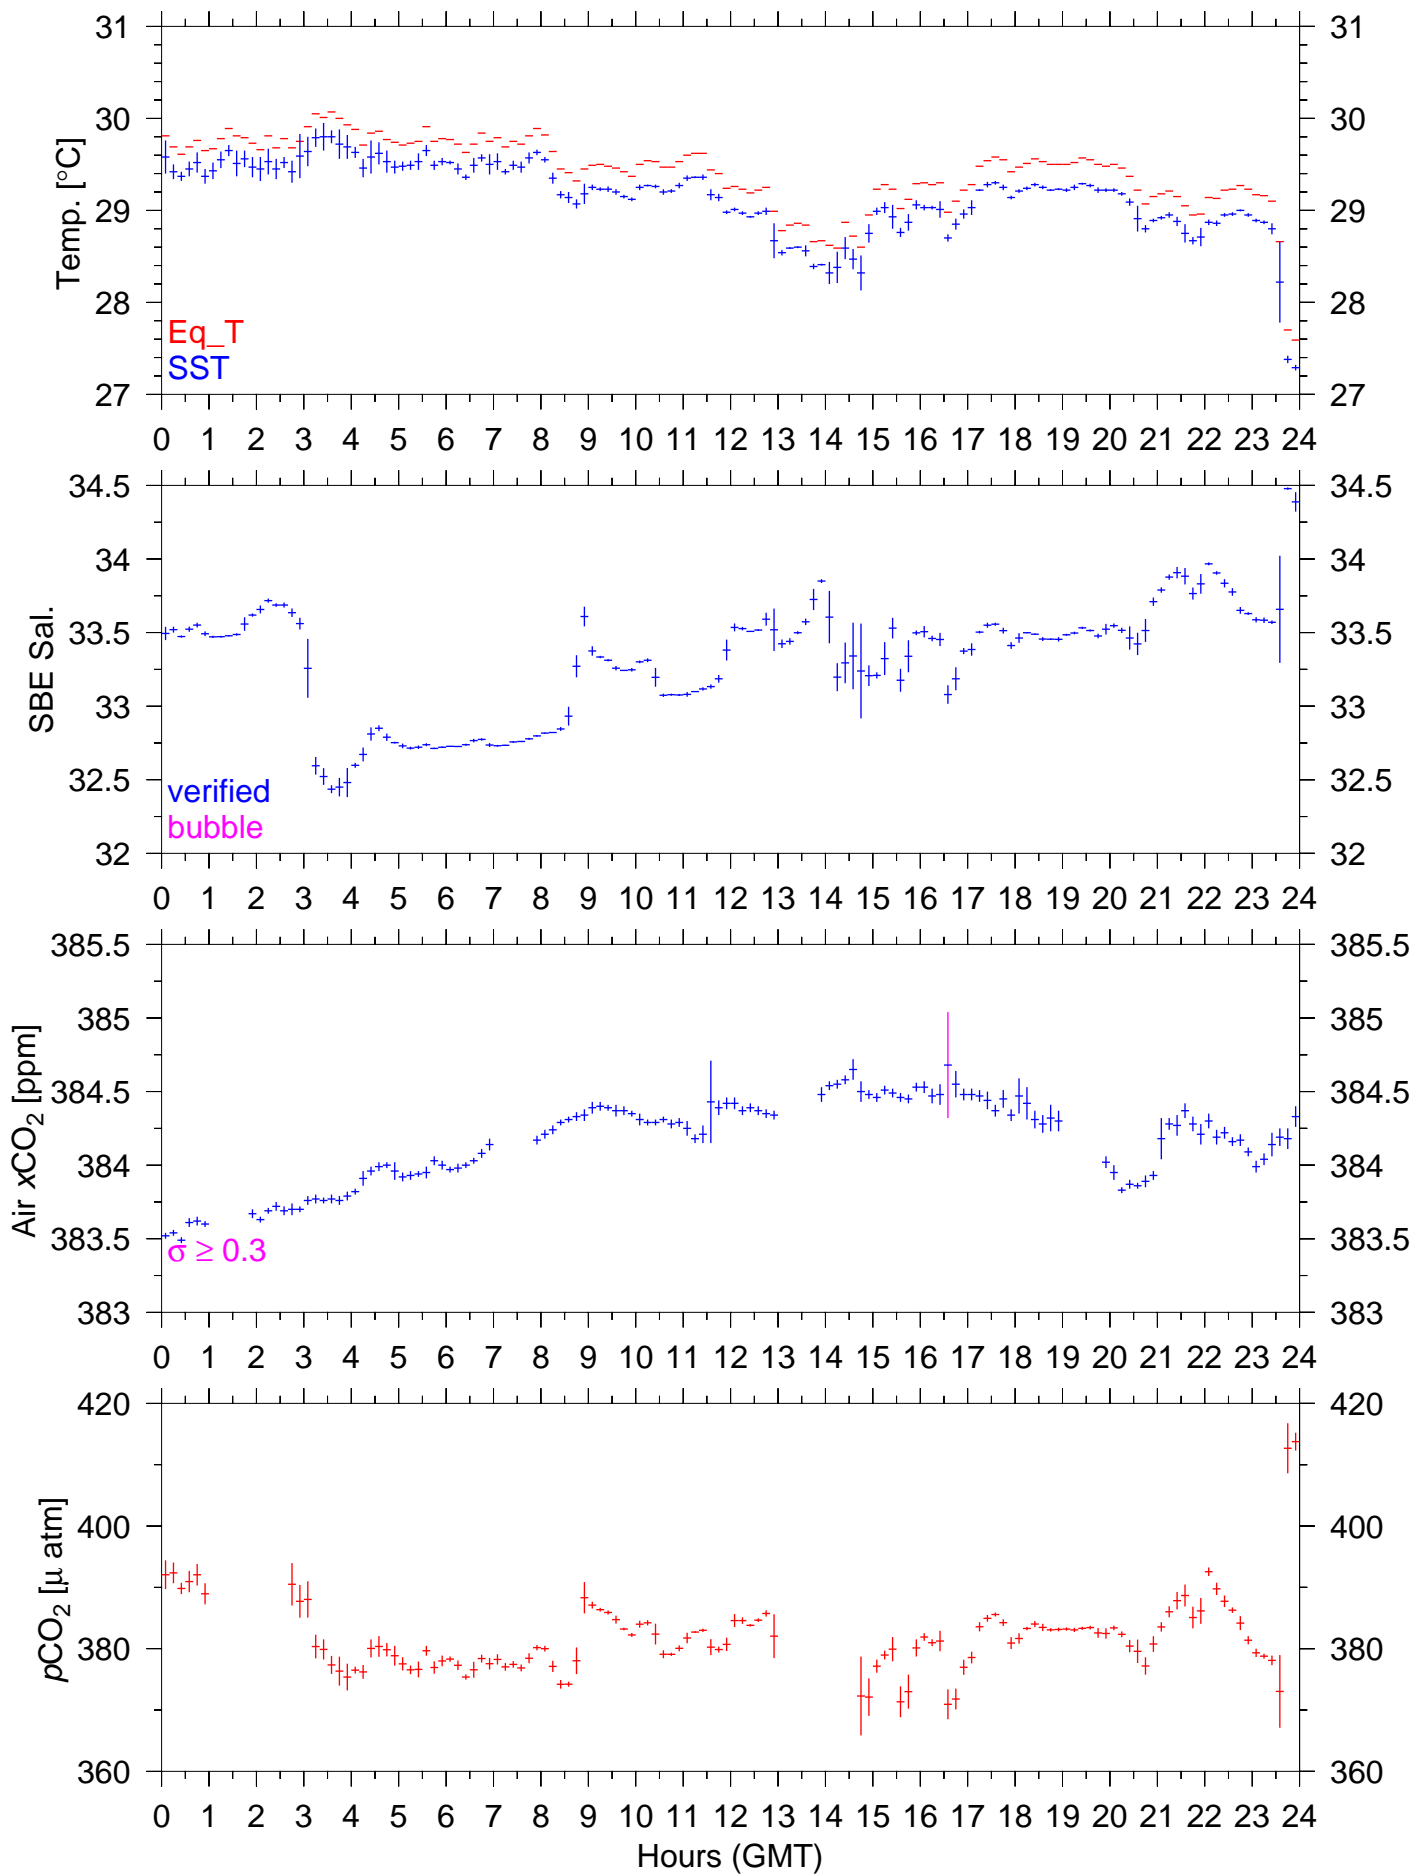 31 31
30 30
29 29
28 28
27 27
Temp. [°C]
Eq_T
SST
0 1 2 3 4 5 6 7 8 9 10 11 12 13 14 15 16 17 18 19 20 21 22 23 24
34.5 34.5
34 34
33.5 33.5
33 33
32.5 32.5
32 32
SBE Sal.
verified
bubble
0 1 2 3 4 5 6 7 8 9 10 11 12 13 14 15 16 17 18 19 20 21 22 23 24
385.5 385.5
385 385
384.5 384.5
384 384
383.5 383.5
383 383
Air xCO₂ [ppm]
σ ≥ 0.3
0 1 2 3 4 5 6 7 8 9 10 11 12 13 14 15 16 17 18 19 20 21 22 23 24
420 420
400 400
380 380
360 360
pCO₂ [μ atm]
0 1 2 3 4 5 6 7 8 9 10 11 12 13 14 15 16 17 18 19 20 21 22 23 24
Hours (GMT)